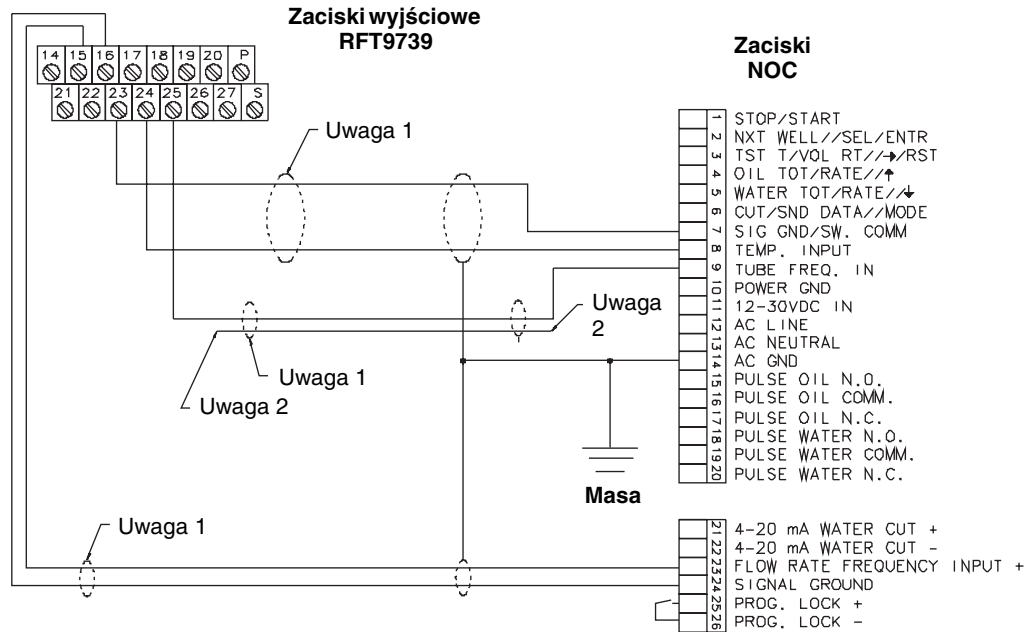 Zaciski wyjściowe
RFT9739
Zaciski
NOC
14 15 16 17 18 19 20 P
21 22 23 24 25 26 27 S
Uwaga 1
Uwaga
2
Uwaga 1
Uwaga 2
Masa
Uwaga 1
1 STOP/START
2 NXT WELL//SEL/ENTR
3 TST T/VOL RT//→/RST
4 OIL TOT/RATE//↑
5 WATER TOT/RATE//↓
6 CUT/SND DATA//MODE
7 SIG GND/SW. COMM
8 TEMP. INPUT
9 TUBE FREQ. IN
10 POWER GND
11 12-30VDC IN
12 AC LINE
13 AC NEUTRAL
14 AC GND
15 PULSE OIL N.O.
16 PULSE OIL COMM.
17 PULSE OIL N.C.
18 PULSE WATER N.O.
19 PULSE WATER COMM.
20 PULSE WATER N.C.
21 4-20 mA WATER CUT +
22 4-20 mA WATER CUT -
23 FLOW RATE FREQUENCY INPUT +
24 SIGNAL GROUND
25 PROG. LOCK +
26 PROG. LOCK -